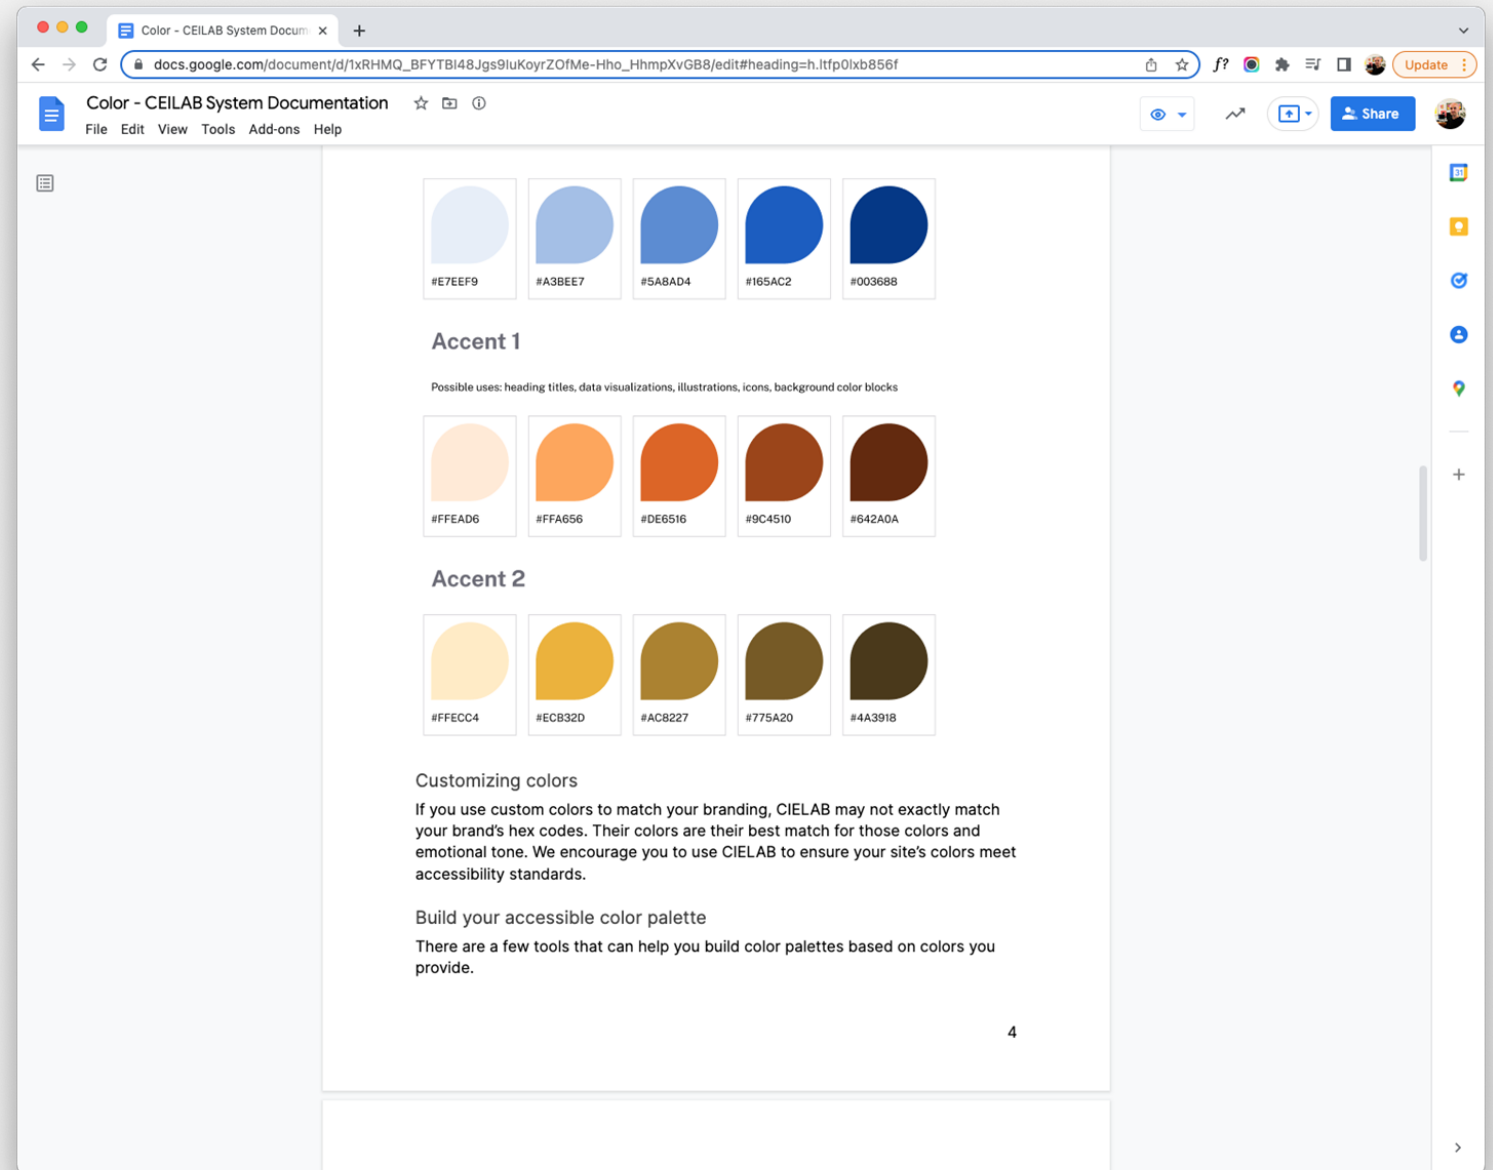 Color - CEILAB System Docum
docs.google.com/document/d/1xRHMQ_BFYTBI48Jgs9luKoyrZOfMe-Hho_HhmpXvGB8/edit#heading=h.ltfp0lxb856f
f?
Update
Color - CEILAB System Documentation
File Edit View Tools Add-ons Help
Share
31
#E7EEF9 #A3BEE7 #5A8AD4 #165AC2 #003688
Accent 1
Possible uses: heading titles, data visualizations, illustrations, icons, background color blocks
#FFEAD6 #FFA656 #DE6516 #9C4510 #642A0A
Accent 2
#FFECC4 #ECB32D #AC8227 #775A20 #4A3918
Customizing colors
If you use custom colors to match your branding, CIELAB may not exactly match
your brand's hex codes. Their colors are their best match for those colors and
emotional tone. We encourage you to use CIELAB to ensure your site's colors meet
accessibility standards.
Build your accessible color palette
There are a few tools that can help you build color palettes based on colors you
provide.
4